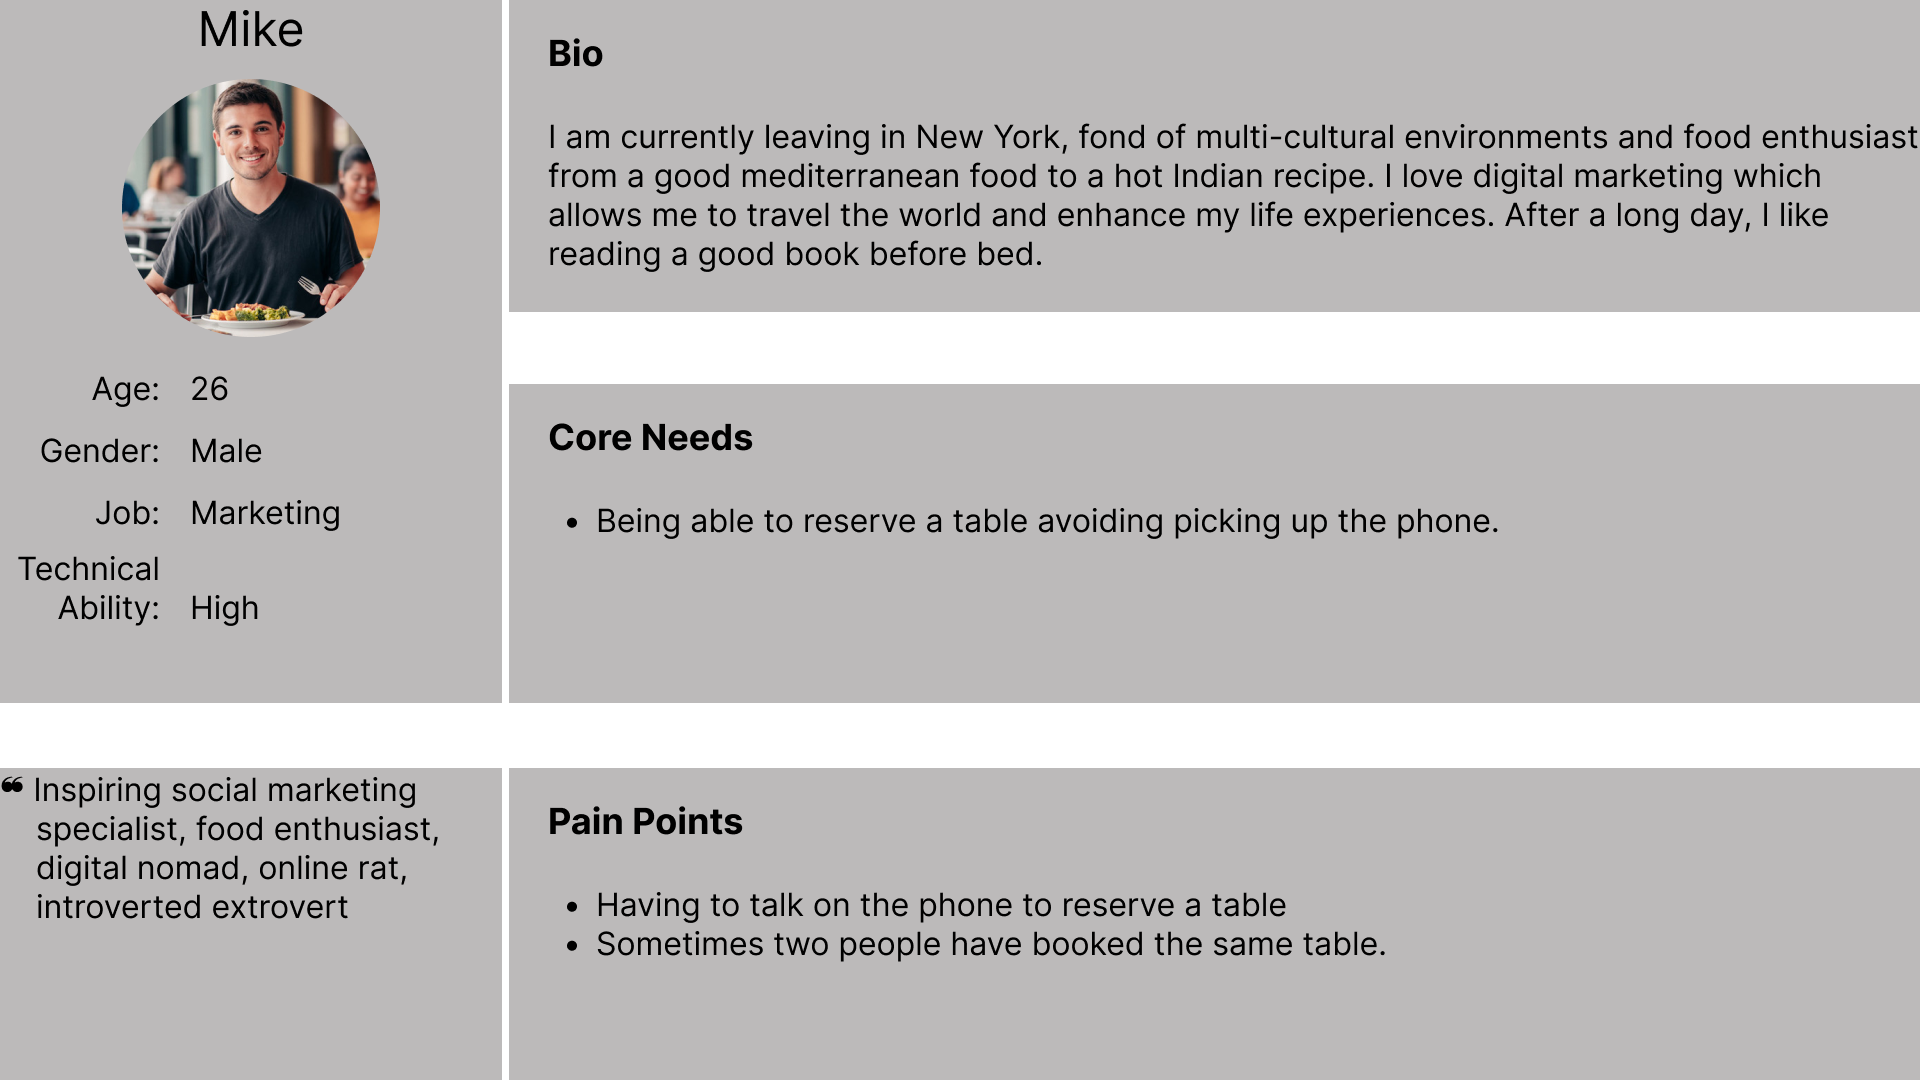 Mike
Age: 26
Gender: Male
Job: Marketing
Technical
Ability: High
❝ Inspiring social marketing
specialist, food enthusiast,
digital nomad, online rat,
introverted extrovert
Bio
I am currently leaving in New York, fond of multi-cultural environments and food enthusiast
from a good mediterranean food to a hot Indian recipe. I love digital marketing which
allows me to travel the world and enhance my life experiences. After a long day, I like
reading a good book before bed.
Core Needs
• Being able to reserve a table avoiding picking up the phone.
Pain Points
• Having to talk on the phone to reserve a table
• Sometimes two people have booked the same table.